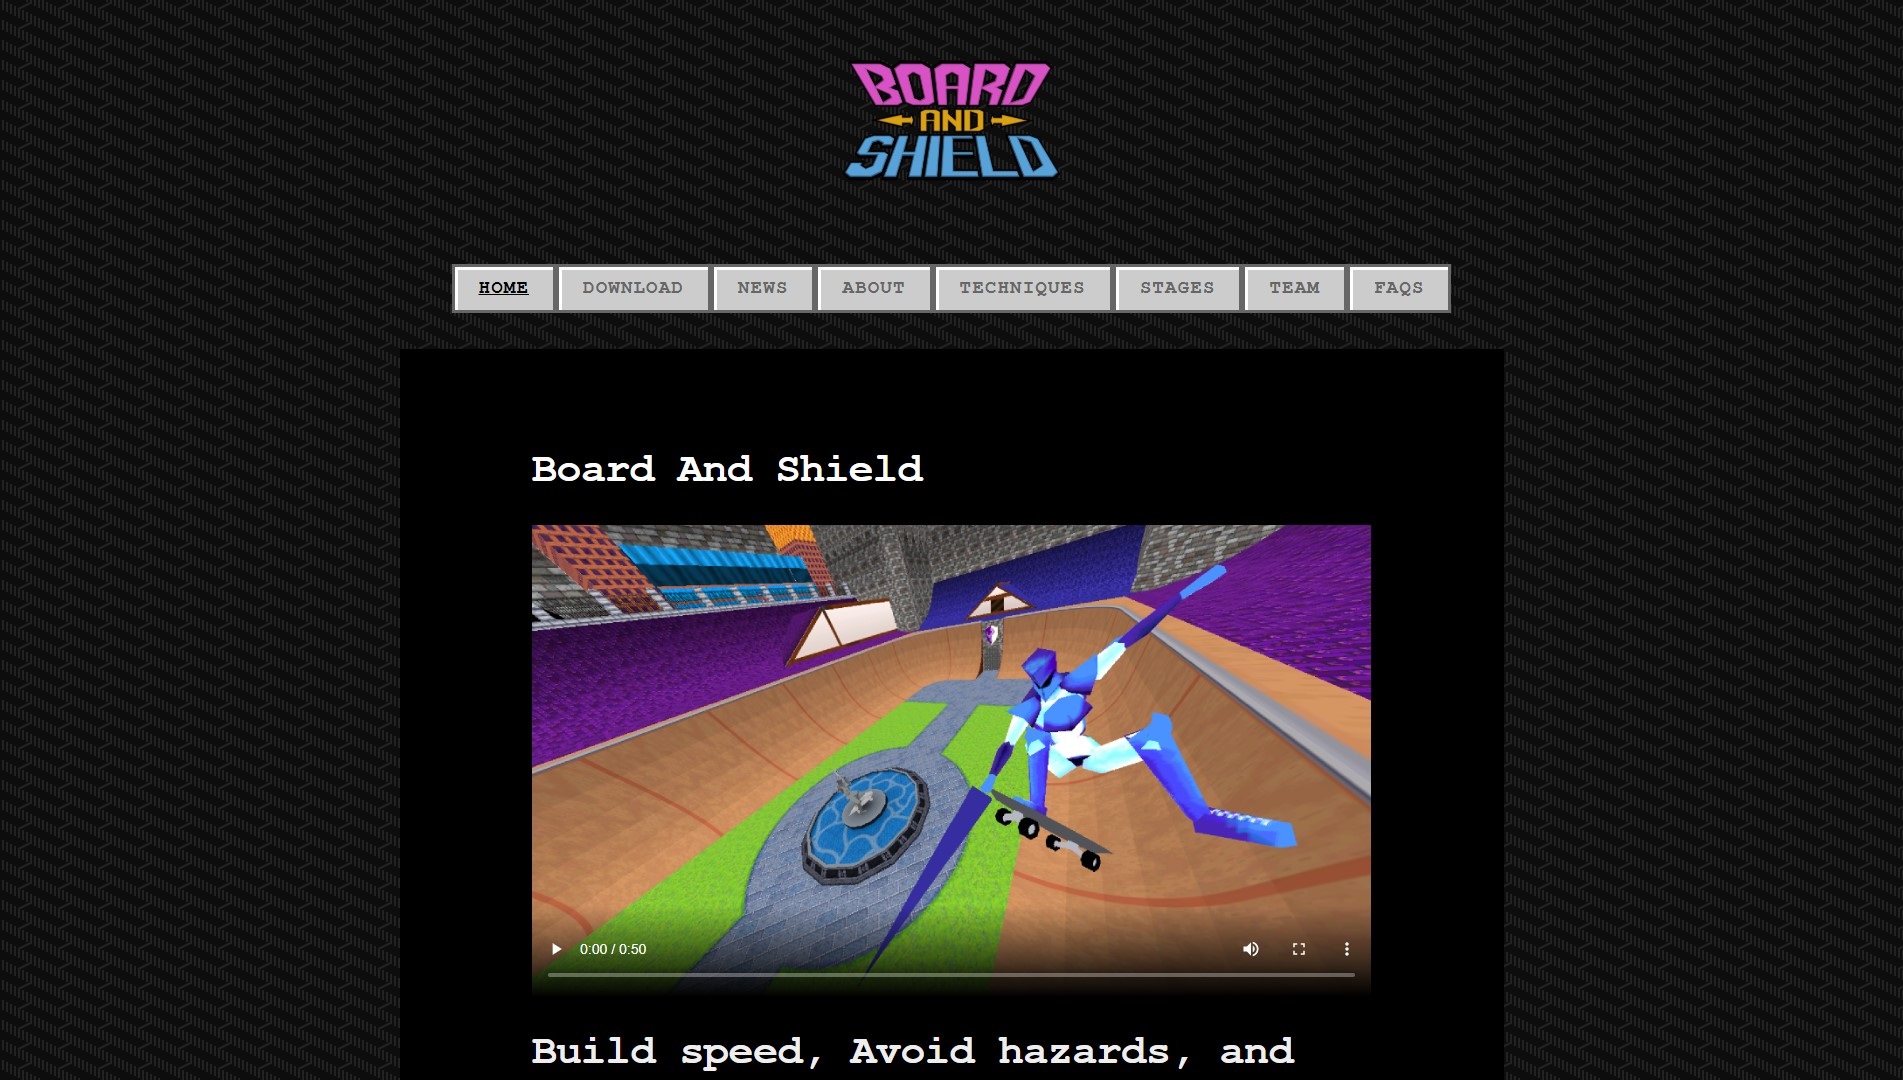 BOARD
AND
SHIELD
HOME DOWNLOAD NEWS ABOUT TECHNIQUES STAGES TEAM FAQS
Board And Shield
0:00 / 0:50
Build speed, Avoid hazards, and